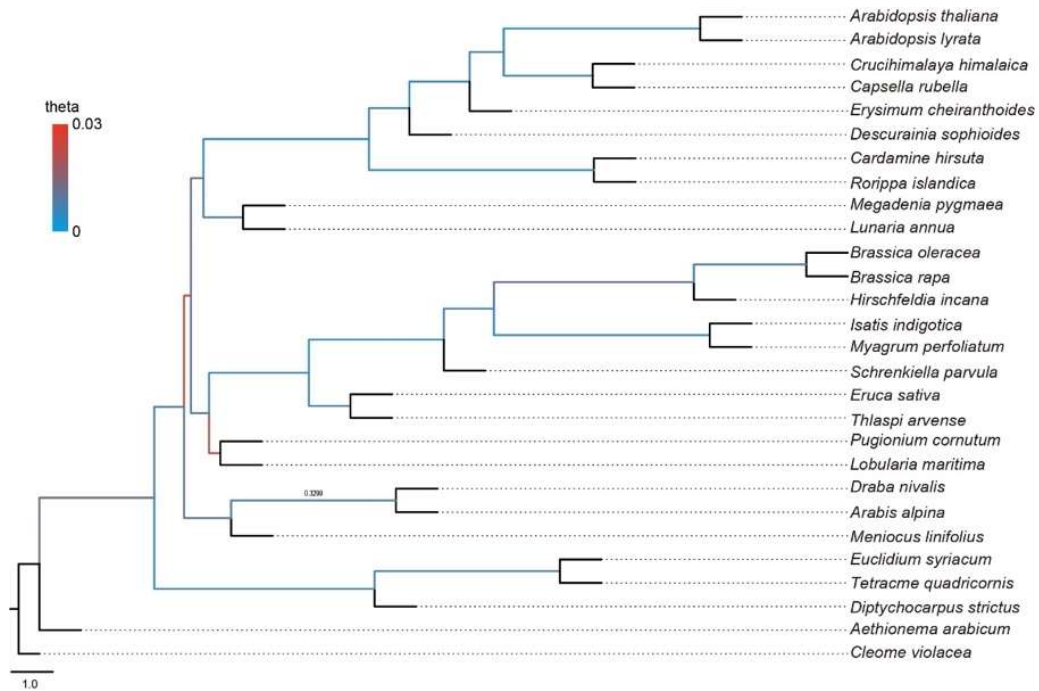 Arabidopsis thaliana
Arabidopsis lyrata
Crucihimalaya himalaica
Capsella rubella
Erysimum cheiranthoides
Descurainia sophioides
Cardamine hirsuta
Rorippa islandica
Megadenia pygmaea
Lunaria annua
Brassica oleracea
Brassica rapa
Hirschfeldia incana
Isatis indigotica
Myagrum perfoliatum
Schrenkiella parvula
Eruca sativa
Thlaspi arvense
Pugionium cornutum
Lobularia maritima
Draba nivalis
Arabis alpina
Meniocus linifolius
Euclidium syriacum
Tetracme quadricornis
Diptychocarpus strictus
Aethionema arabicum
Cleome violacea
theta
0.03
0
0.3299
1.0